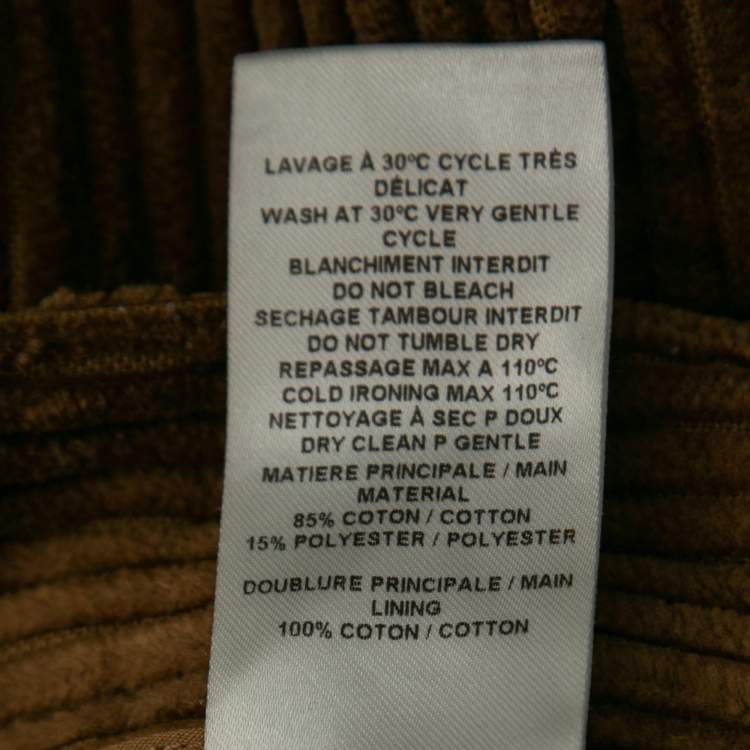 LAVAGE À 30ºC CYCLE TRÈS
DÉLICAT
WASH AT 30ºC VERY GENTLE
CYCLE
BLANCHIMENT INTERDIT
DO NOT BLEACH
SECHAGE TAMBOUR INTERDIT
DO NOT TUMBLE DRY
REPASSAGE MAX A 110ºC
COLD IRONING MAX 110ºC
NETTOYAGE À SEC P DOUX
DRY CLEAN P GENTLE
MATIERE PRINCIPALE / MAIN
MATERIAL
85% COTON / COTTON
15% POLYESTER / POLYESTER
DOUBLURE PRINCIPALE / MAIN
LINING
100% COTON / COTTON